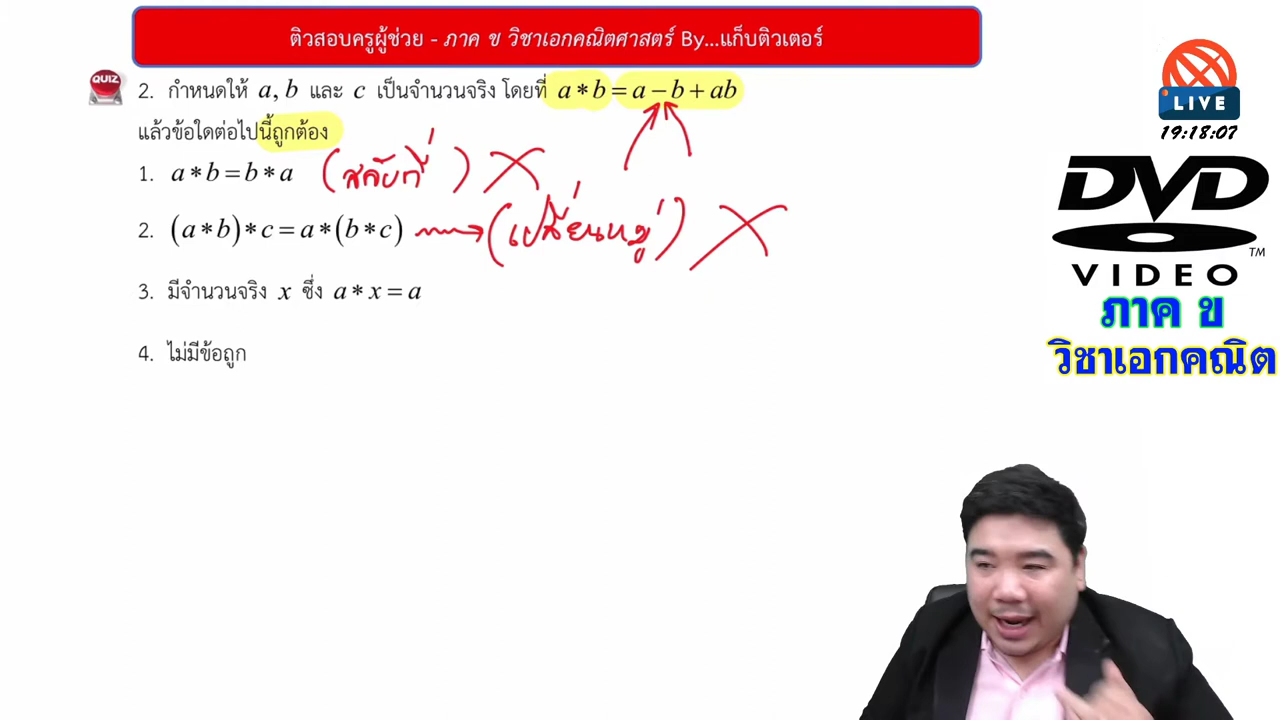 ติวสอบครูผู้ช่วย - ภาค ข วิชาเอกคณิตศาสตร์ By...แก็บติวเตอร์
QUIZ
2. กำหนดให้ a, b และ c เป็นจำนวนจริง โดยที่ a * b = a − b + ab
แล้วข้อใดต่อไปนี้ถูกต้อง
1. a * b = b * a (สลับที่)
2. (a * b) * c = a * (b * c) (เปลี่ยนหมู่)
3. มีจำนวนจริง x ซึ่ง a * x = a
4. ไม่มีข้อถูก
LIVE
19:18:07
DVD
VIDEO
TM
ภาค ข
วิชาเอกคณิต